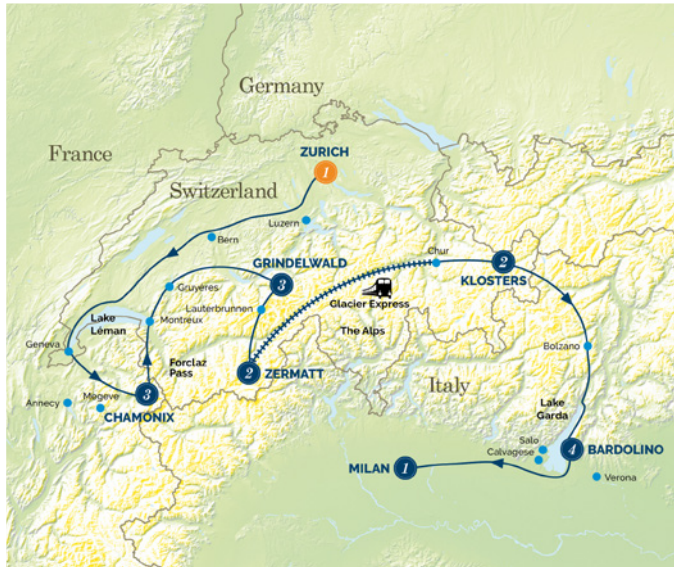 Germany
France
ZURICH
1
Switzerland
Luzern
Bern
GRINDELWALD
3
Chur
2
KLOSTERS
Gruyères
Lauterbrunnen
Glacier Express
Lake
Léman
Montreux
The Alps
Geneva
Forclaz
Pass
2
ZERMATT
Bolzano
Italy
Megeve
3
Annecy
CHAMONIX
Lake
Garda
Salo
4
BARDOLINO
Calvagese
MILAN
1
Verona